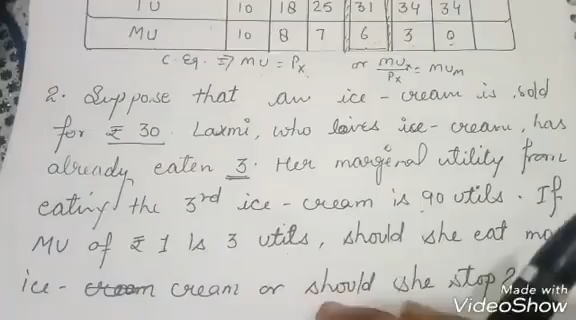 TU 10 18 25 31 34 34
MU 10 8 7 6 3 0
C. Eq. ⇒ MU = Px or MUx/Px = MUm
2. Suppose that an ice-cream is sold
for ₹ 30. Laxmi, who loves ice-cream, has
already eaten 3. Her marginal utility from
eating the 3rd ice-cream is 90 utils. If
MU of ₹ 1 is 3 utils, should she eat
ice- cream or should she stop?
Made with
VideoShow